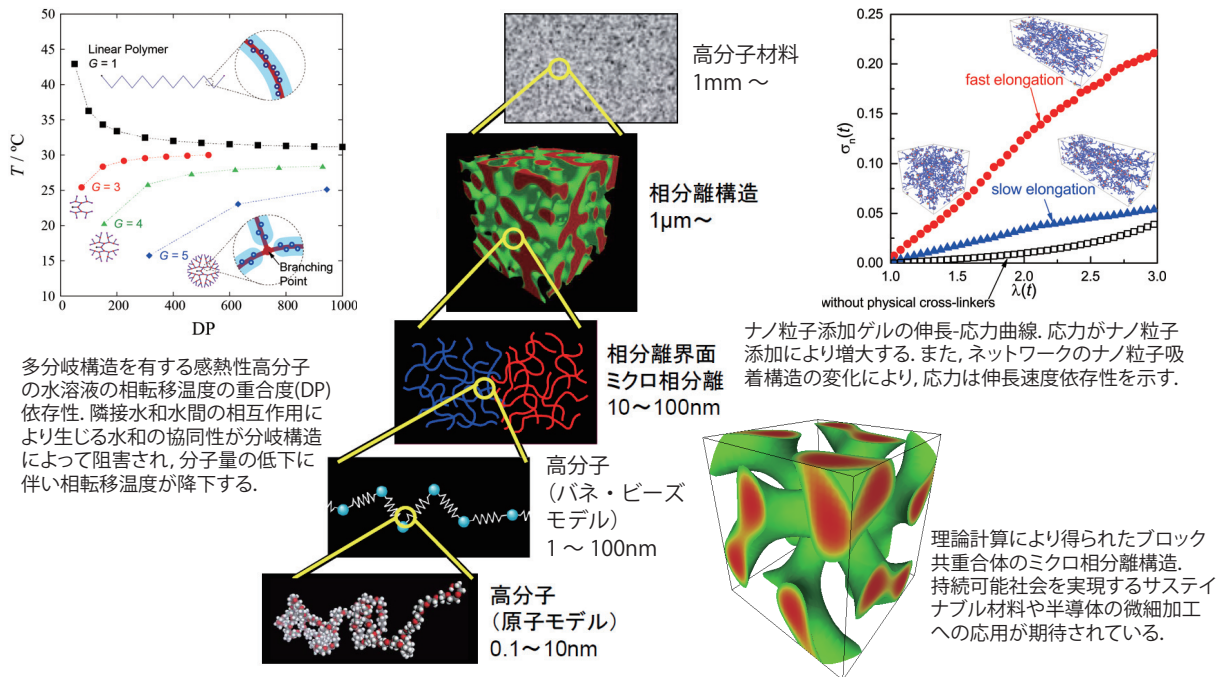 50
45
40
35
30
25
20
15
10
T / °C
0
200
400
600
800
1000
DP
Linear Polymer
G = 1
G = 3
G = 4
G = 5
Branching
Point
多分岐構造を有する感熱性高分子
の水溶液の相転移温度の重合度(DP)
依存性. 隣接水和水間の相互作用に
より生じる水和の協同性が分岐構造
によって阻害され, 分子量の低下に
伴い相転移温度が降下する.
高分子材料
1mm ～
相分離構造
1μm～
相分離界面
ミクロ相分離
10～100nm
高分子
（バネ・ビーズ
モデル）
1 ～ 100nm
高分子
（原子モデル）
0.1～10nm
0.25
0.20
0.15
0.10
0.05
0.00
σn(t)
fast elongation
slow elongation
1.0
1.5
2.0
2.5
3.0
without physical cross-linkers
λ(t)
ナノ粒子添加ゲルの伸長-応力曲線. 応力がナノ粒子
添加により増大する. また, ネットワークのナノ粒子吸
着構造の変化により, 応力は伸長速度依存性を示す.
理論計算により得られたブロック
共重合体のミクロ相分離構造.
持続可能社会を実現するサステイ
ナブル材料や半導体の微細加工
への応用が期待されている.